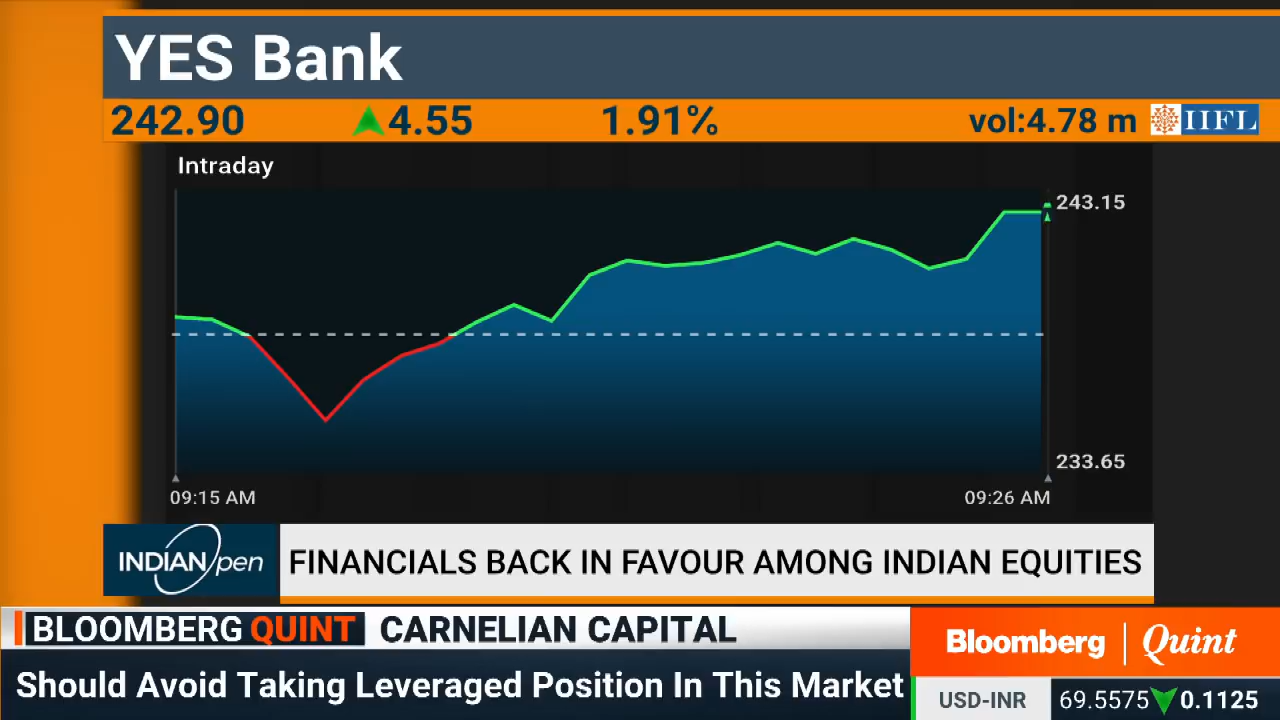 YES Bank
242.90 4.55 1.91% vol:4.78 m IIFL
Intraday
243.15
233.65
09:15 AM 09:26 AM
INDIAN Open FINANCIALS BACK IN FAVOUR AMONG INDIAN EQUITIES
BLOOMBERG QUINT CARNELIAN CAPITAL
Bloomberg | Quint
Should Avoid Taking Leveraged Position In This Market
USD-INR 69.5575 0.1125